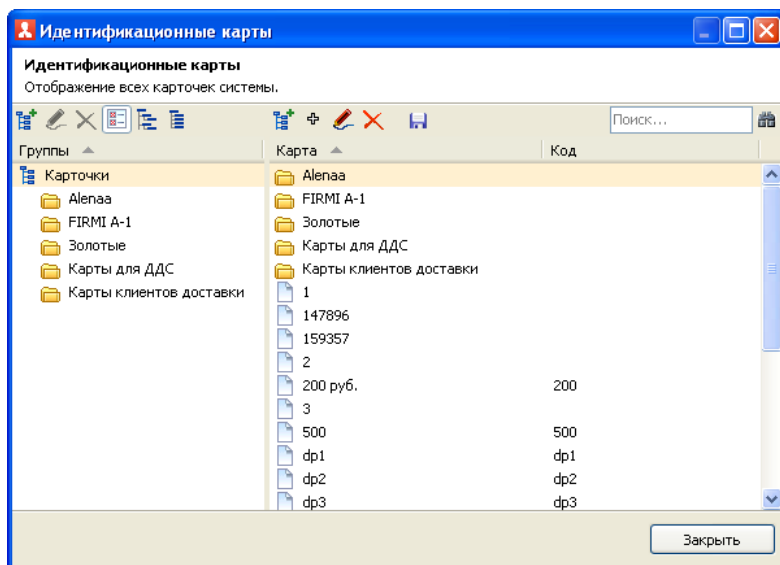 Идентификационные карты
Идентификационные карты
Отображение всех карточек системы.
Поиск...
Группы
Карточки
Alenaa
FIRMI A-1
Золотые
Карты для ДДС
Карты клиентов доставки
Карта Код
Alenaa
FIRMI A-1
Золотые
Карты для ДДС
Карты клиентов доставки
1
147896
159357
2
200 руб. 200
3
500 500
dp1 dp1
dp2 dp2
dp3 dp3
Закрыть